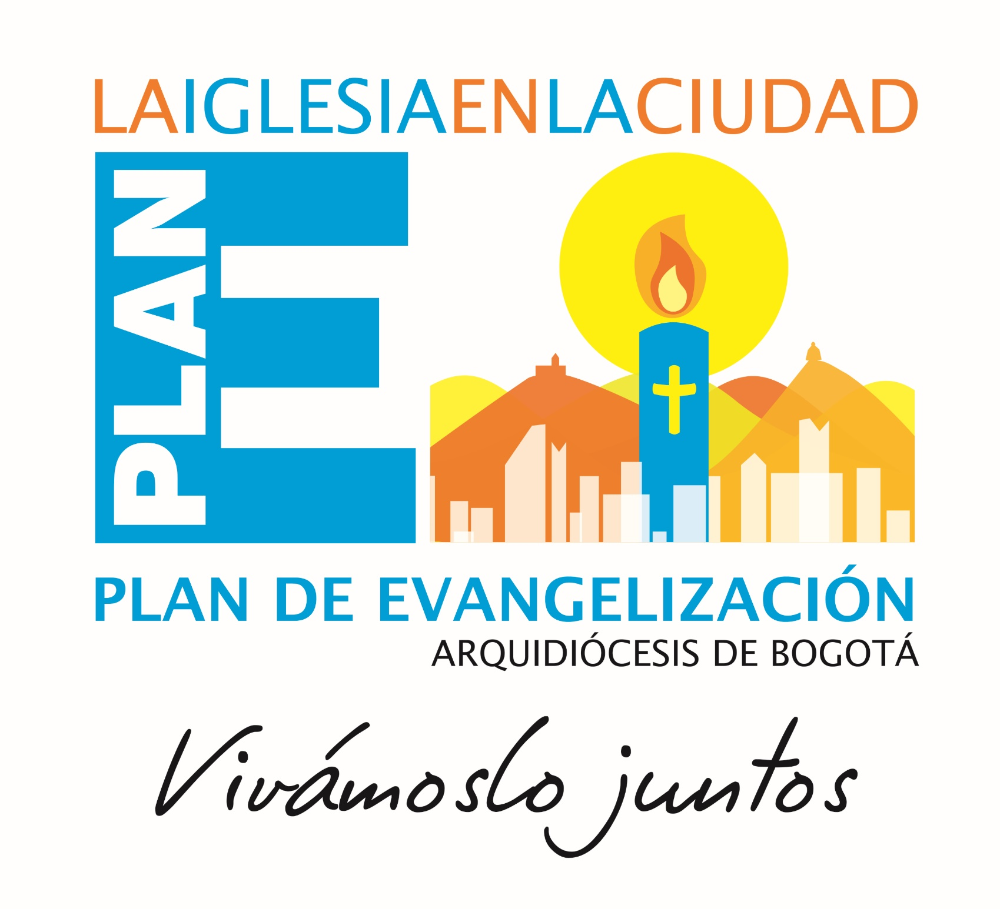 LAIGLESIAENLACIUDAD
PLAN E
PLAN DE EVANGELIZACIÓN
ARQUIDIÓCESIS DE BOGOTÁ
Vivámoslo juntos